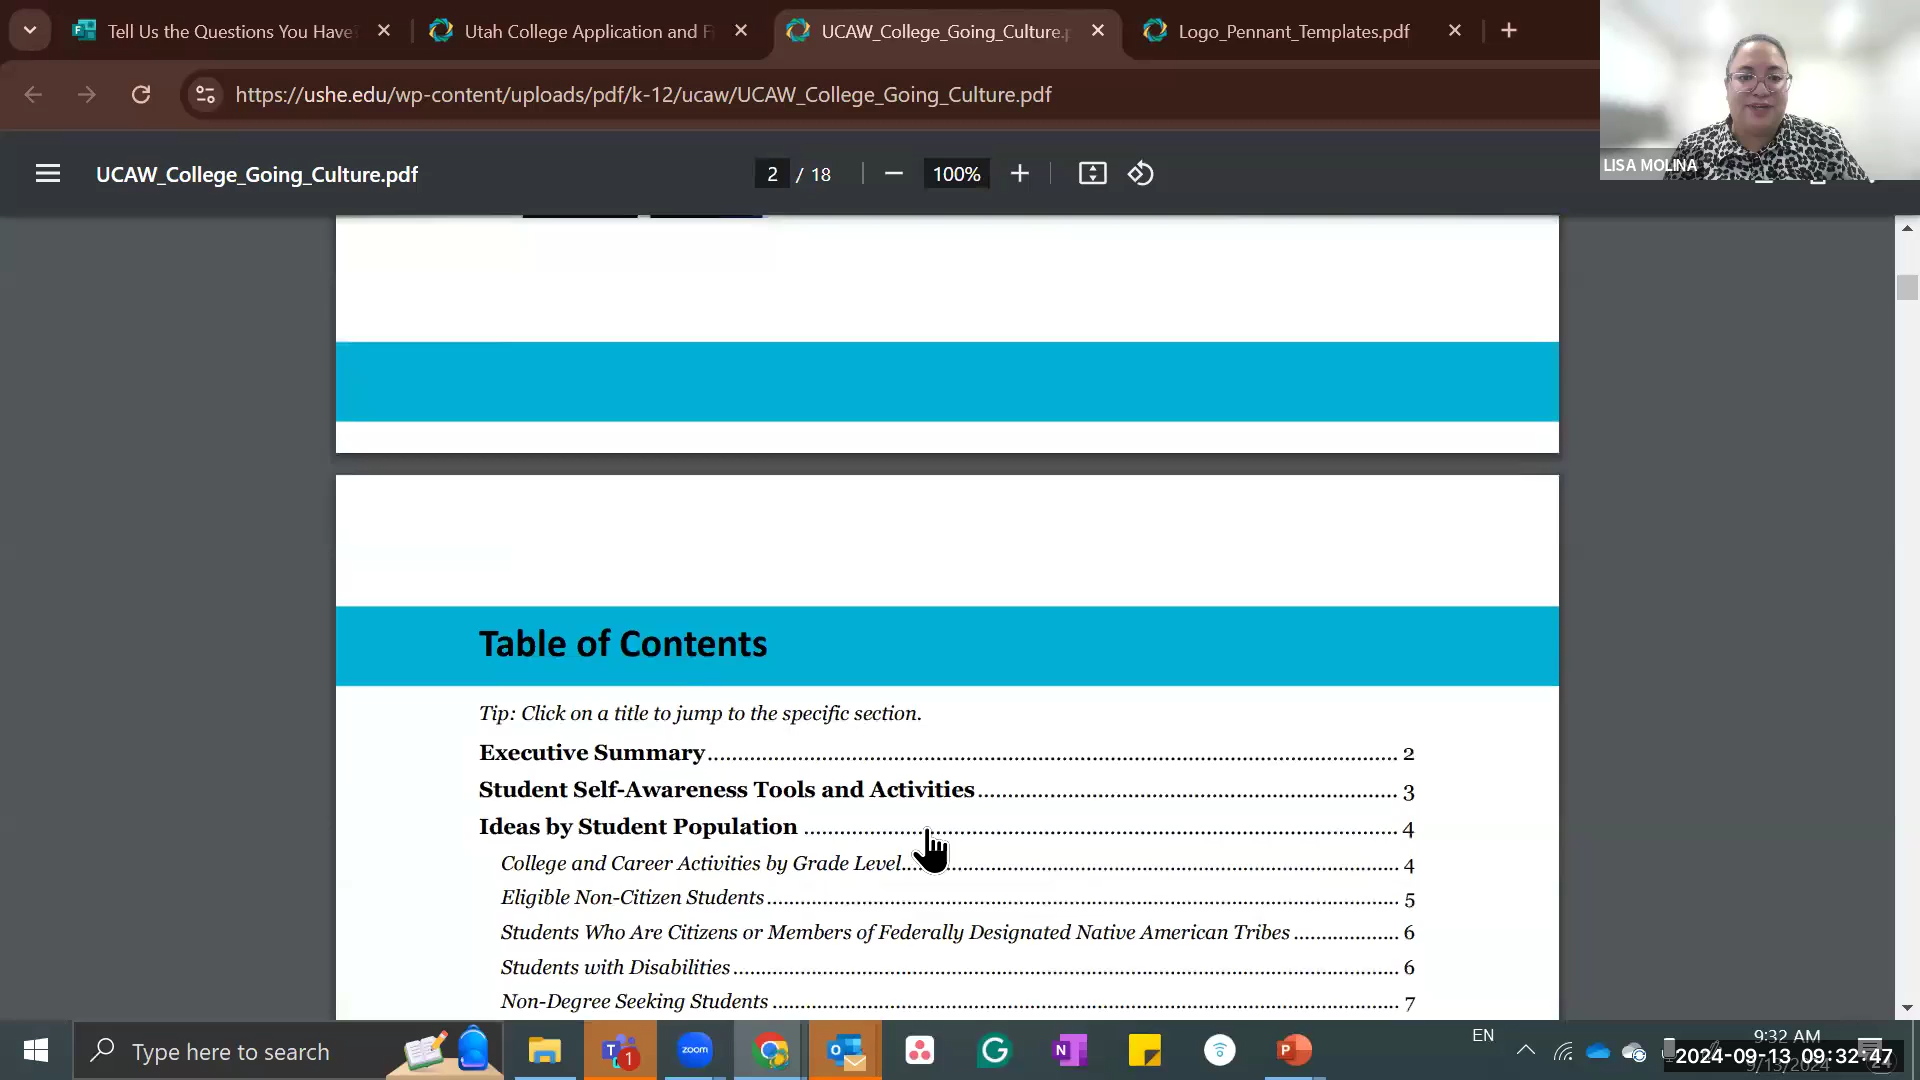 Tell Us the Questions You Have
Utah College Application and F
UCAW_College_Going_Culture.p
Logo_Pennant_Templates.pdf
https://ushe.edu/wp-content/uploads/pdf/k-12/ucaw/UCAW_College_Going_Culture.pdf
LISA MOLINA
UCAW_College_Going_Culture.pdf
2 / 18
100%
Table of Contents
Tip: Click on a title to jump to the specific section.
Executive Summary 2
Student Self-Awareness Tools and Activities 3
Ideas by Student Population 4
College and Career Activities by Grade Level 4
Eligible Non-Citizen Students 5
Students Who Are Citizens or Members of Federally Designated Native American Tribes 6
Students with Disabilities 6
Non-Degree Seeking Students 7
Type here to search
1
zoom
EN
9:32 AM
2024-09-13 09:32:47
9/13/2024